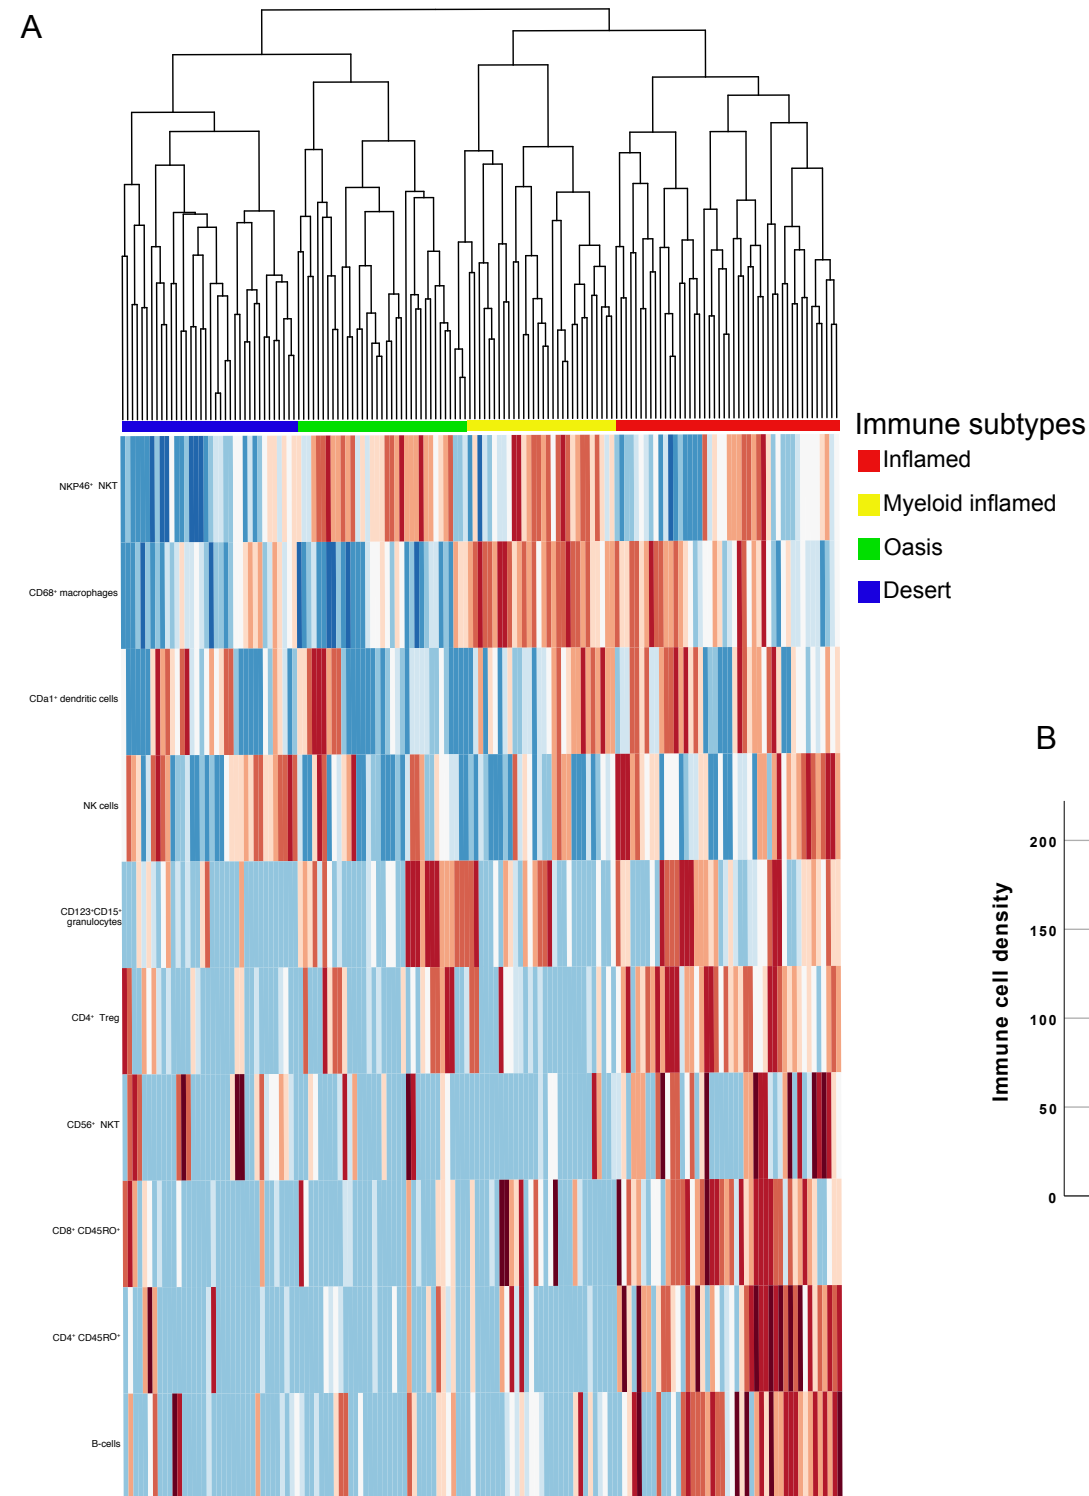 A
Immune subtypes
Inflamed
Myeloid inflamed
Oasis
Desert
NKP46⁺ NKT
CD68⁺ macrophages
CDa1⁺ dendritic cells
NK cells
CD123⁺CD15⁺
granulocytes
CD4⁺ Treg
CD56⁺ NKT
CD8⁺ CD45RO⁺
CD4⁺ CD45RO⁺
B-cells
B
Immune cell density
200
150
100
50
0